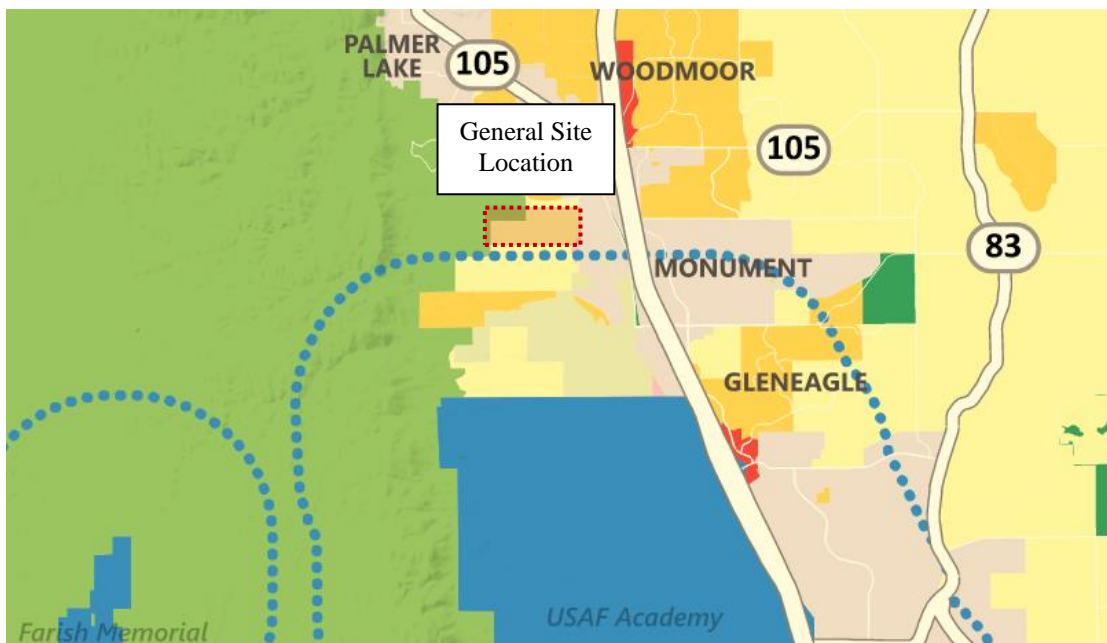 PALMER
LAKE
105
WOODMOOR
General Site
Location
105
83
MONUMENT
GLENEAGLE
USAF Academy
Farish Memorial